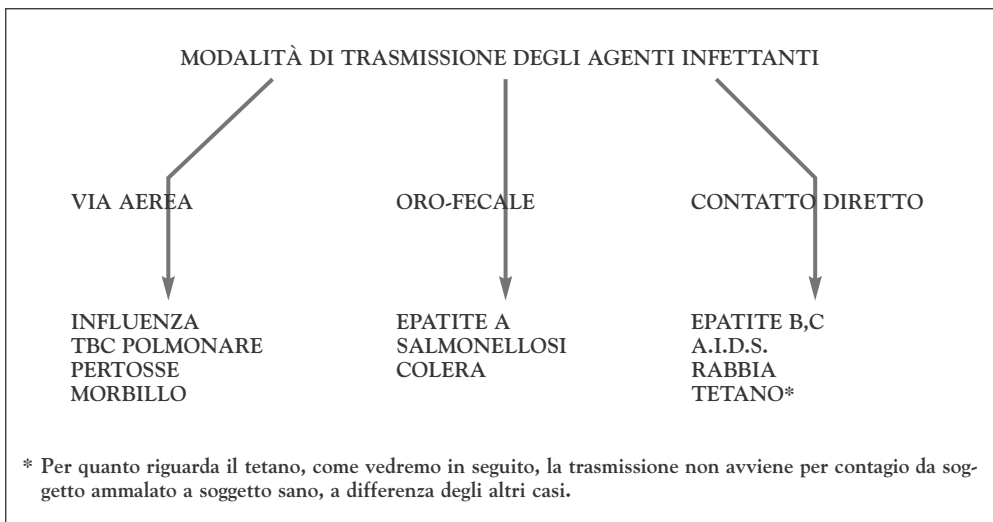 MODALITÀ DI TRASMISSIONE DEGLI AGENTI INFETTANTI
VIA AEREA
ORO-FECALE
CONTATTO DIRETTO
INFLUENZA
TBC POLMONARE
PERTOSSE
MORBILLO
EPATITE A
SALMONELLOSI
COLERA
EPATITE B,C
A.I.D.S.
RABBIA
TETANO*
* Per quanto riguarda il tetano, come vedremo in seguito, la trasmissione non avviene per contagio da sog-
getto ammalato a soggetto sano, a differenza degli altri casi.